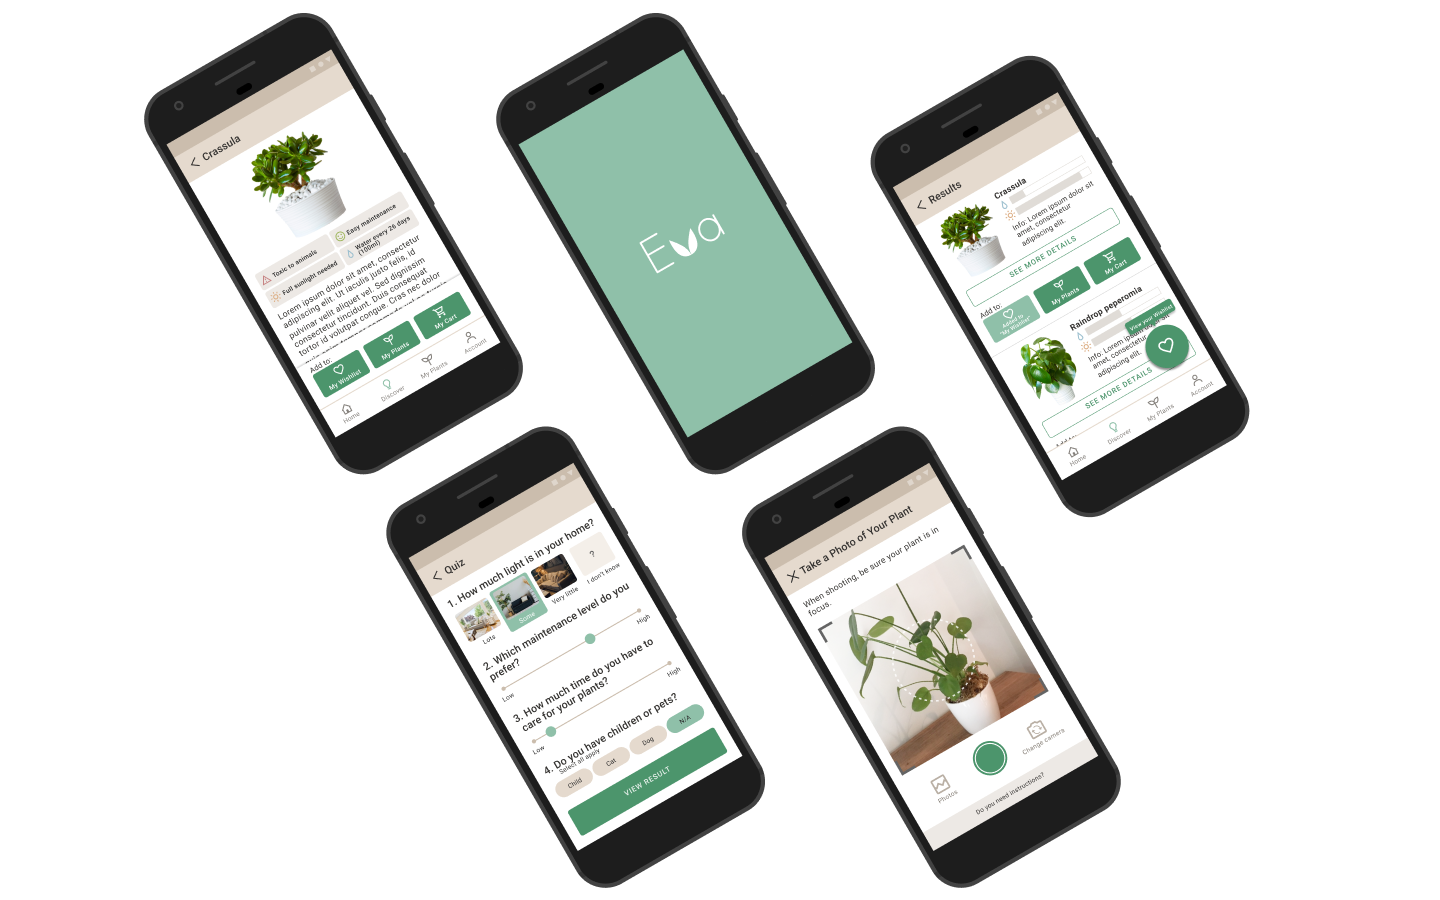 Crassula
Toxic to animals
Easy maintenance
Full sunlight needed
Water every 26 days
(100ml)
Lorem ipsum dolor sit amet, consectetur
adipiscing elit. Ut iaculis justo felis, id
pulvinar velit aliquet vel. Sed dignissim
consectetur tincidunt. Duis consequat
tortor id volutpat congue. Cras nec dolor
Add to:
My Wishlist
My Plants
My Cart
Home
Discover
My Plants
Account
Eva
Results
Crassula
Info: Lorem ipsum dolor sit
amet, consectetur
adipiscing elit.
SEE MORE DETAILS
Add to:
Added to
"My Wishlist"
My Plants
My Cart
Raindrop peperomia
View your Wishlist
Info: Lorem ipsum dolor sit
amet, consectetur
adipiscing elit.
SEE MORE DETAILS
Home
Discover
My Plants
Account
Quiz
1. How much light is in your home?
Lots
Some
Very little
?
I don't know
2. Which maintenance level do you
prefer?
Low
High
3. How much time do you have to
care for your plants?
Low
High
4. Do you have children or pets?
Select all apply
Child
Cat
Dog
N/A
VIEW RESULT
Take a Photo of Your Plant
When shooting, be sure your plant is in
focus.
Photos
Change camera
Do you need instructions?